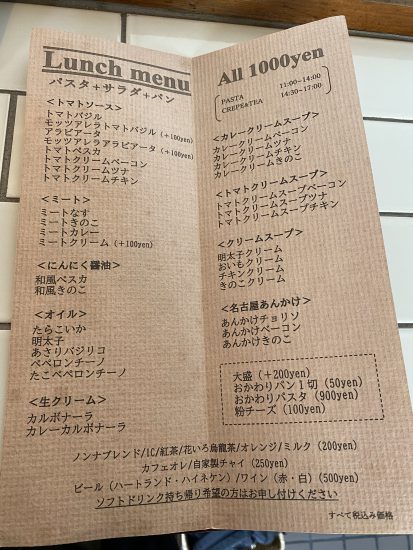 Lunch menu
パスタ＋サラダ＋パン
＜トマトソース＞
トマトバジル
モッツアレラトマトバジル（＋100yen）
アラビアータ
モッツアレラアラビアータ（＋100yen）
トマトペスカ
トマトクリームベーコン
トマトクリームツナ
トマトクリームチキン
＜ミート＞
ミートなす
ミートきのこ
ミートカレー
ミートクリーム（＋100yen）
＜にんにく醤油＞
和風ペスカ
和風きのこ
＜オイル＞
たらこいか
明太子
あさりバジリコ
ペペロンチーノ
たこペペロンチーノ
＜生クリーム＞
カルボナーラ
カレーカルボナーラ
All 1000yen
PASTA 11:00-14:00
CREPE&TEA 14:30-17:00
＜カレークリームスープ＞
カレークリームベーコン
カレークリームツナ
カレークリームチキン
カレークリームきのこ
＜トマトクリームスープ＞
トマトクリームスープベーコン
トマトクリームスープツナ
トマトクリームスープチキン
＜クリームスープ＞
明太子クリーム
おいもクリーム
チキンクリーム
きのこクリーム
＜名古屋あんかけ＞
あんかけチョリソ
あんかけベーコン
あんかけきのこ
大盛（＋200yen）
おかわりパン１切（50yen）
おかわりパスタ（900yen）
粉チーズ（100yen）
ノンナブレンド/IC/紅茶/花いろ烏龍茶/オレンジ/ミルク（200yen）
カフェオレ/自家製チャイ（250yen）
ビール（ハートランド・ハイネケン）/ワイン（赤・白）（500yen）
ソフトドリンク持ち帰り希望の方はお申し付けください
すべて税込み価格